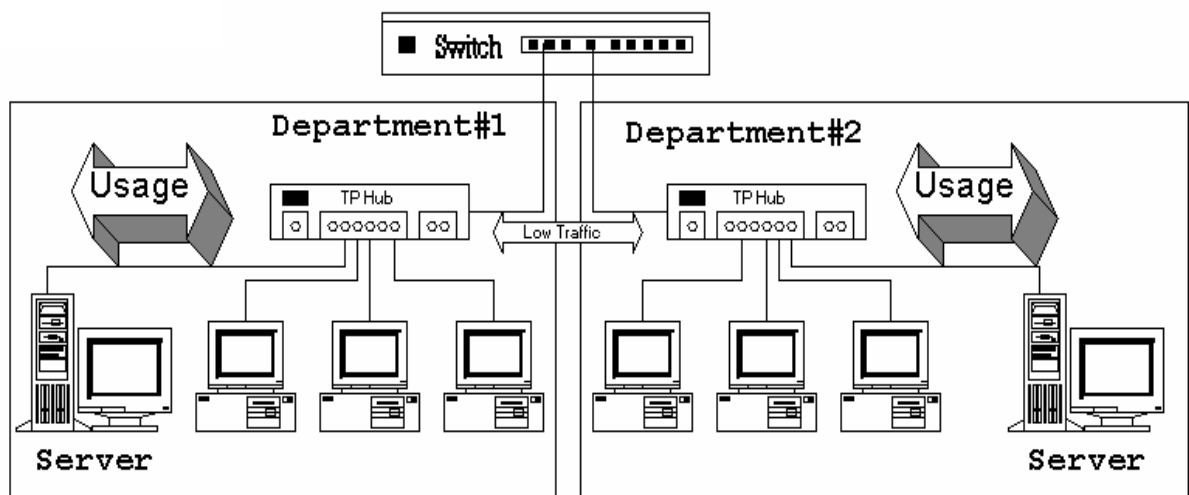 Switch
Department#1
Department#2
Usage
TP Hub
TP Hub
Usage
Low Traffic
Server
Server